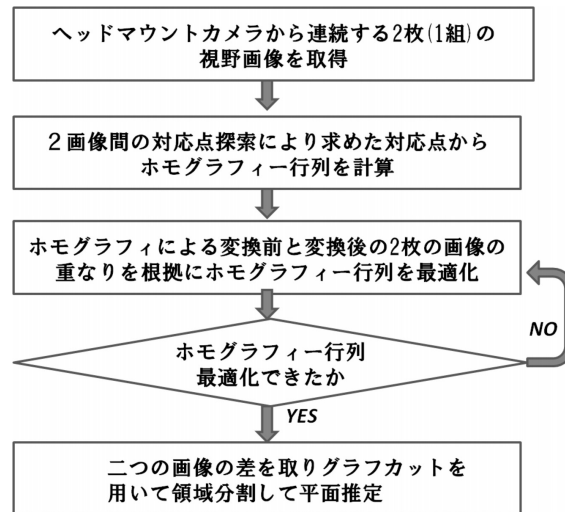 ヘッドマウントカメラから連続する2枚(1組)の
視野画像を取得
２画像間の対応点探索により求めた対応点から
ホモグラフィー行列を計算
ホモグラフィによる変換前と変換後の2枚の画像の
重なりを根拠にホモグラフィー行列を最適化
NO
ホモグラフィー行列
最適化できたか
YES
二つの画像の差を取りグラフカットを
用いて領域分割して平面推定